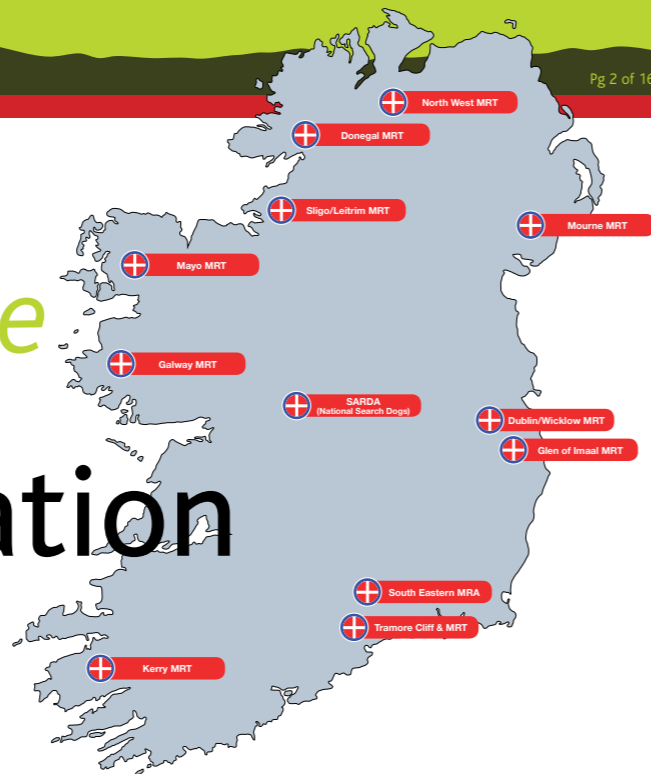 Pg 2 of 16
North West MRT
Donegal MRT
Sligo/Leitrim MRT
Mourne MRT
Mayo MRT
e
Galway MRT
SARDA
(National Search Dogs)
Dublin/Wicklow MRT
Glen of Imaal MRT
ation
South Eastern MRA
Tramore Cliff & MRT
Kerry MRT